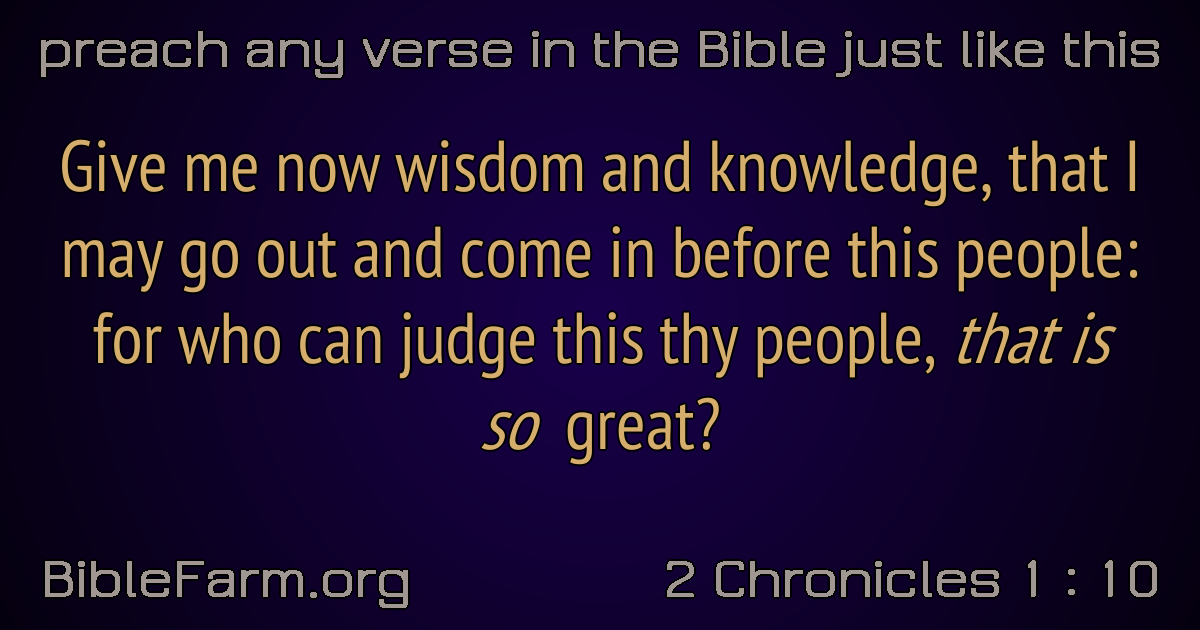 preach any verse in the Bible just like this
Give me now wisdom and knowledge, that I
may go out and come in before this people:
for who can judge this thy people, that is
so great?
BibleFarm.org
2 Chronicles 1 : 10